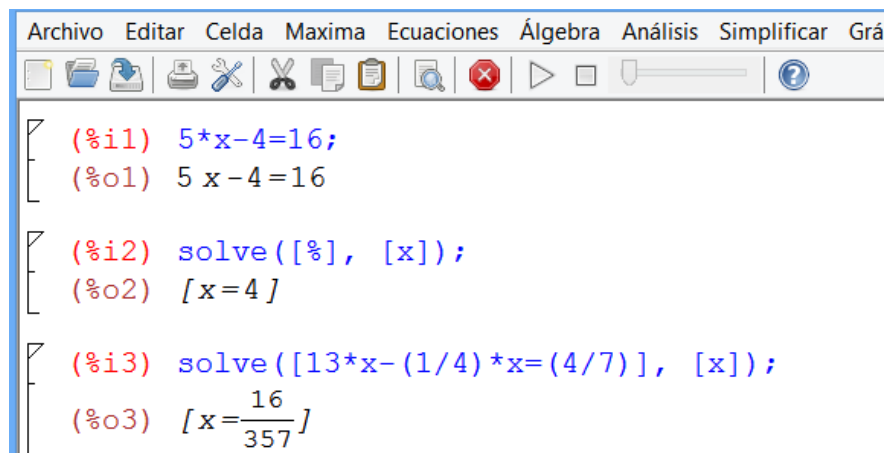 Archivo Editar Celda Maxima Ecuaciones Álgebra Análisis Simplificar Grá
(%i1) 5*x-4=16;
(%o1) 5 x-4=16
(%i2) solve([%], [x]);
(%o2) [x=4]
(%i3) solve([13*x-(1/4)*x=(4/7)], [x]);
(%o3) [x=16/357]